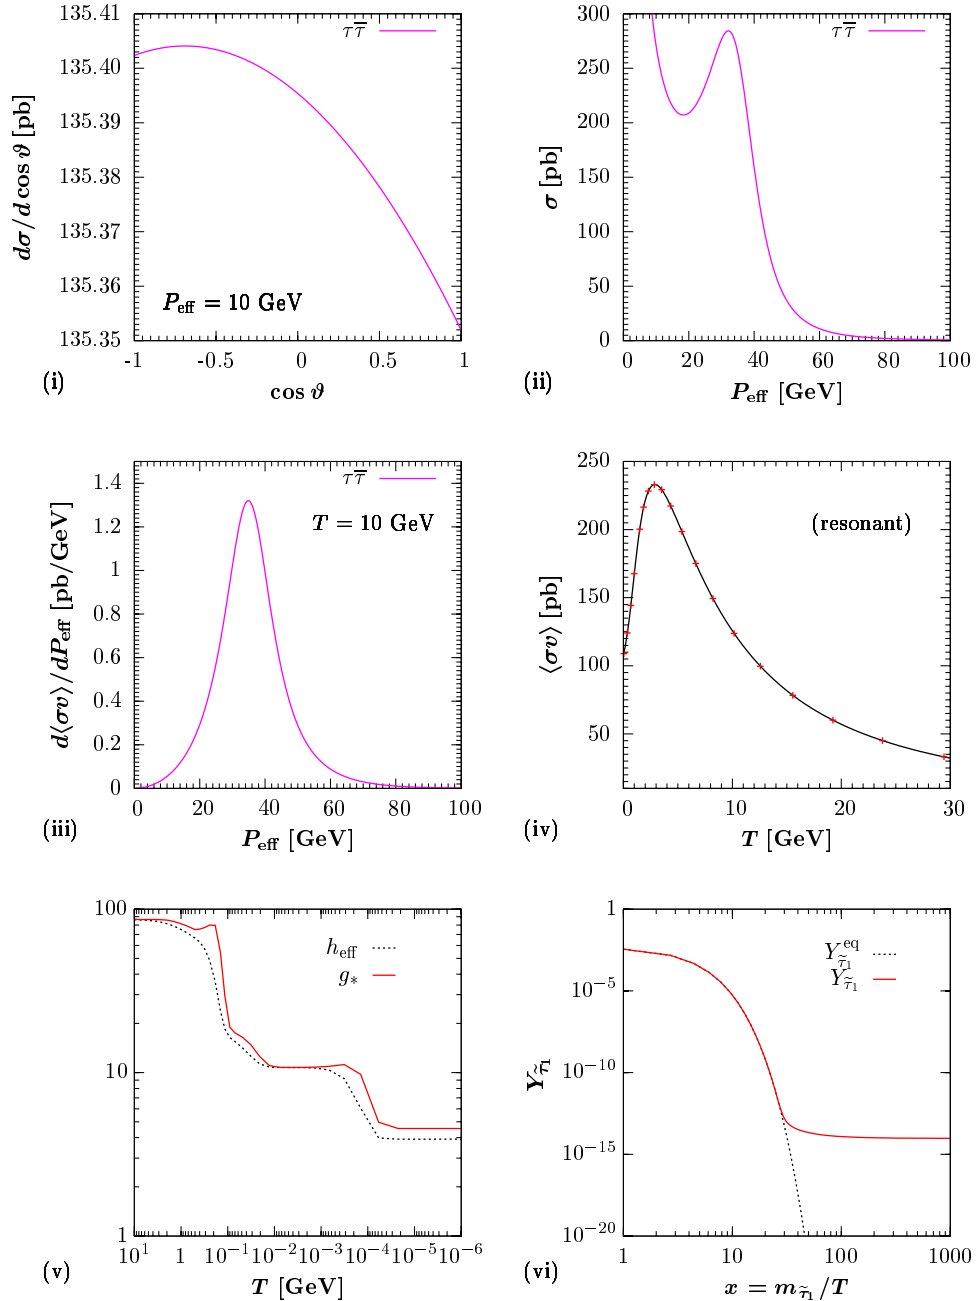 135.41
135.40
135.39
135.38
135.37
135.36
135.35
-1 -0.5 0 0.5 1
dσ/d cos ϑ [pb]
cos ϑ
τ τ̅
P_eff = 10 GeV
(i)
300
250
200
150
100
50
0
0 20 40 60 80 100
σ [pb]
P_eff [GeV]
τ τ̅
(ii)
1.4
1.2
1
0.8
0.6
0.4
0.2
0
0 20 40 60 80 100
d⟨σv⟩/dP_eff [pb/GeV]
P_eff [GeV]
τ τ̅
T = 10 GeV
(iii)
250
200
150
100
50
0 10 20 30
⟨σv⟩ [pb]
T [GeV]
(resonant)
(iv)
100
10
1
10¹ 1 10⁻¹ 10⁻² 10⁻³ 10⁻⁴ 10⁻⁵ 10⁻⁶
T [GeV]
h_eff
g_*
(v)
1
10⁻⁵
10⁻¹⁰
10⁻¹⁵
10⁻²⁰
1 10 100 1000
Y_τ̃₁
x = m_τ̃₁/T
Y^eq_τ̃₁
Y_τ̃₁
(vi)